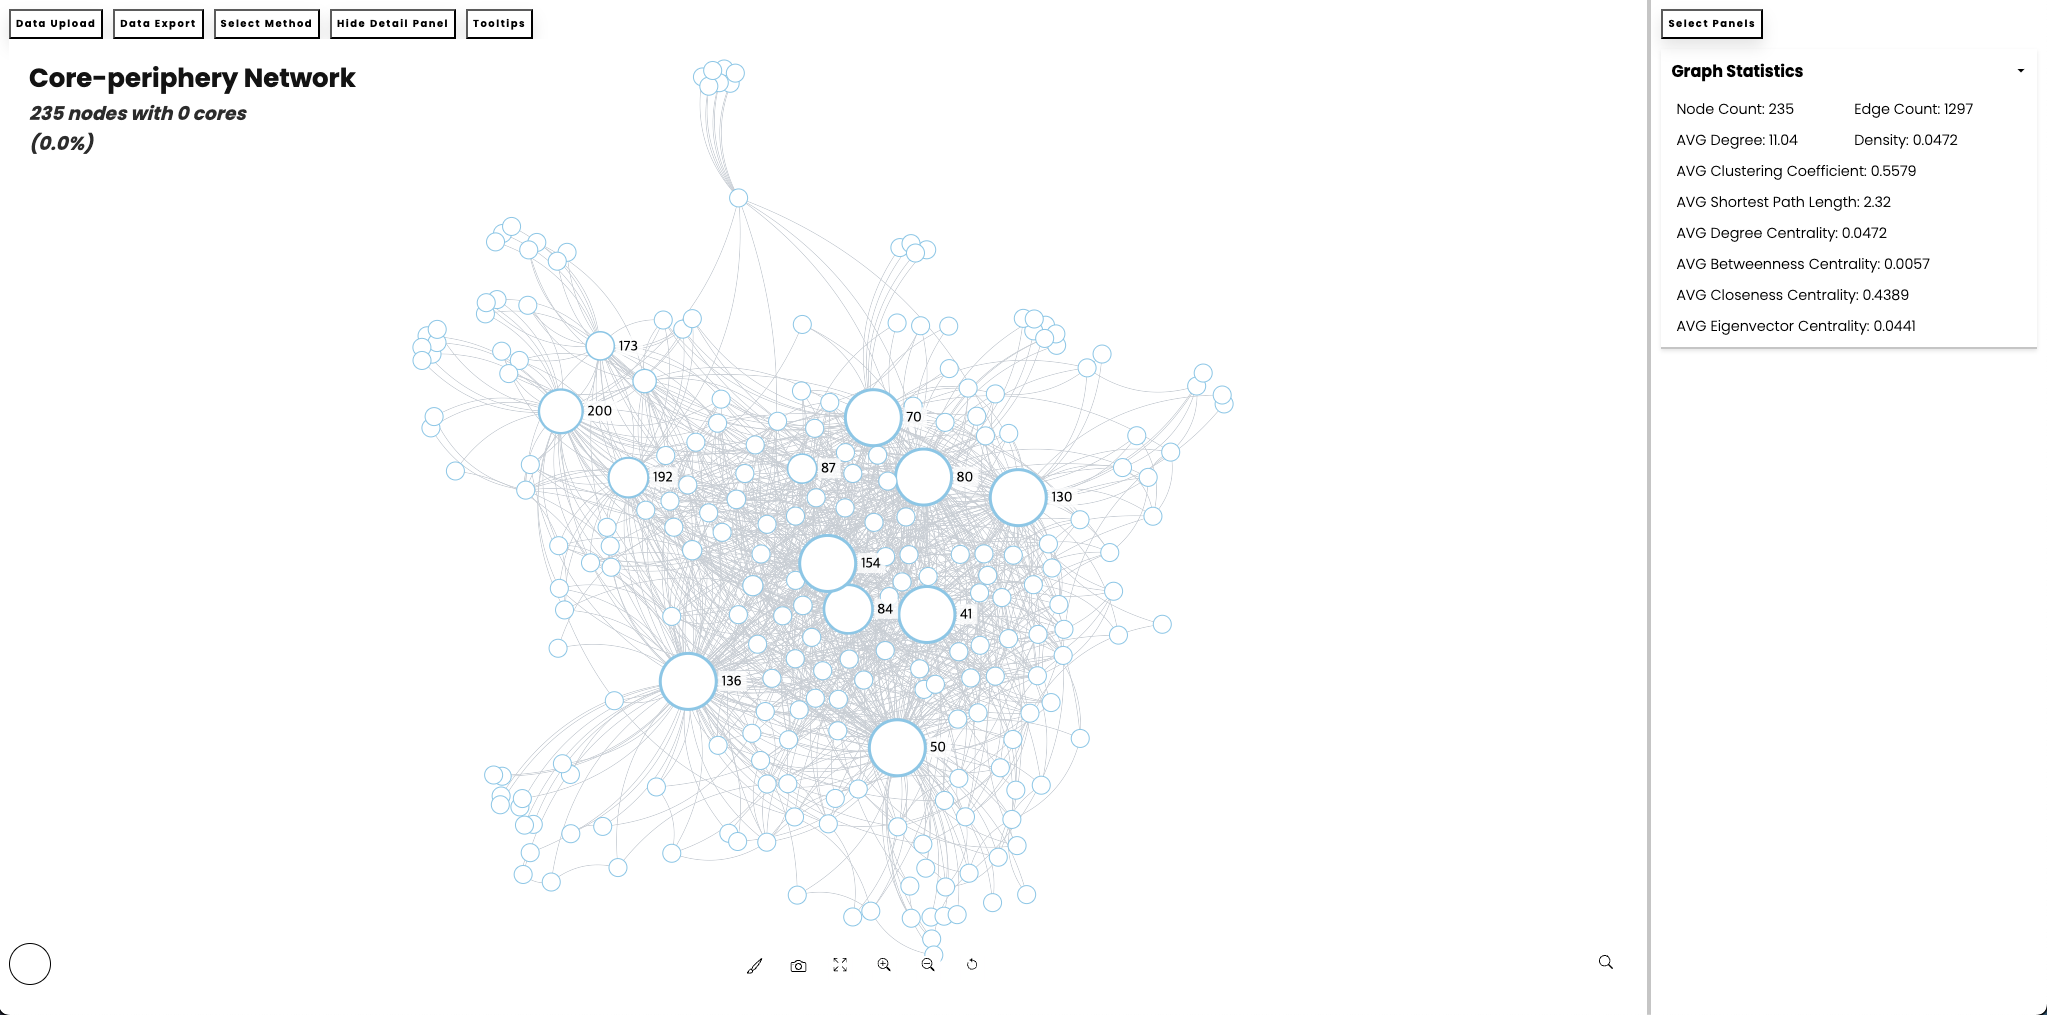 Data Upload
Data Export
Select Method
Hide Detail Panel
Tooltips
Select Panels
Core-periphery Network
235 nodes with 0 cores
(0.0%)
173
200
70
87
192
80
130
154
84
41
136
50
Graph Statistics
Node Count: 235
Edge Count: 1297
AVG Degree: 11.04
Density: 0.0472
AVG Clustering Coefficient: 0.5579
AVG Shortest Path Length: 2.32
AVG Degree Centrality: 0.0472
AVG Betweenness Centrality: 0.0057
AVG Closeness Centrality: 0.4389
AVG Eigenvector Centrality: 0.0441